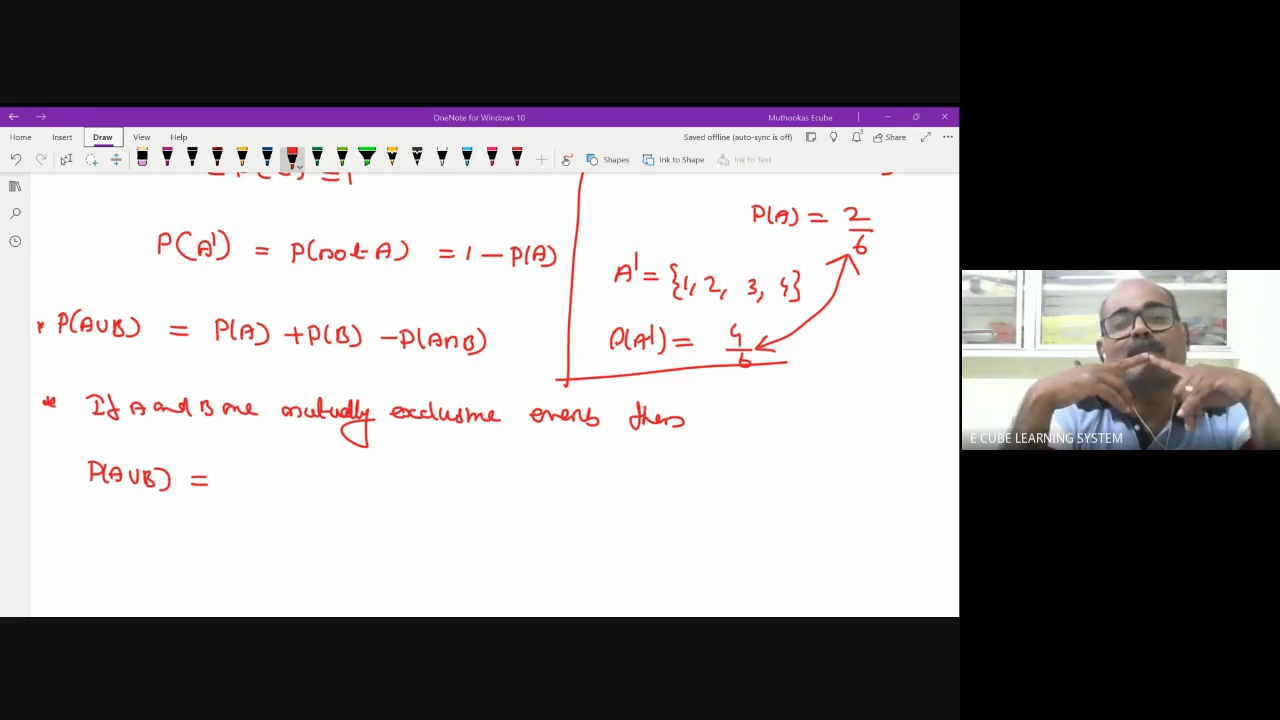 OneNote for Windows 10
Muthookas Ecube
Home Insert Draw View Help
Saved offline (auto-sync is off)
Share
Shapes
Ink to Shape
Ink to Text
P(A') = P(not A) = 1 - P(A)
* P(A∪B) = P(A) + P(B) - P(A∩B)
* If A and B are mutually exclusive events then
P(A∪B) =
P(A) = 2/6
A' = {1, 2, 3, 4}
P(A') = 4/6
E CUBE LEARNING SYSTEM